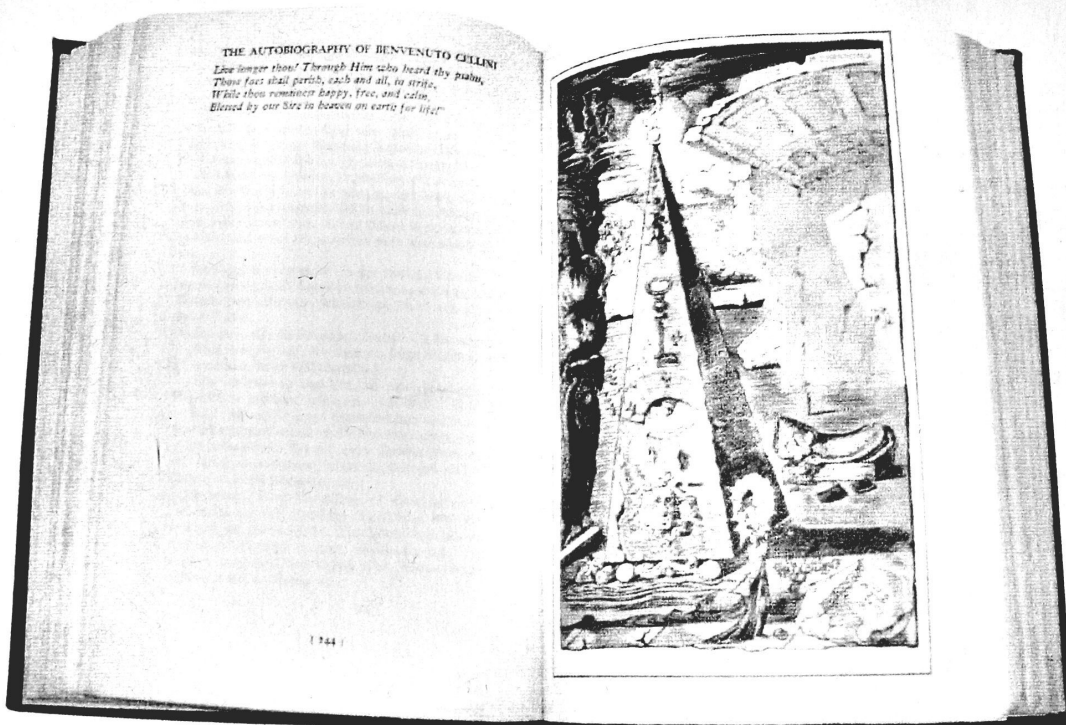 THE AUTOBIOGRAPHY OF BENVENUTO CELLINI
Live longer thou! Through Him who heard thy psalm,
Those foes shall perish, each and all, in strife,
While thou remainest happy, free, and calm,
Blessed by our Sire in heaven on earth for life!"
[ 244 ]